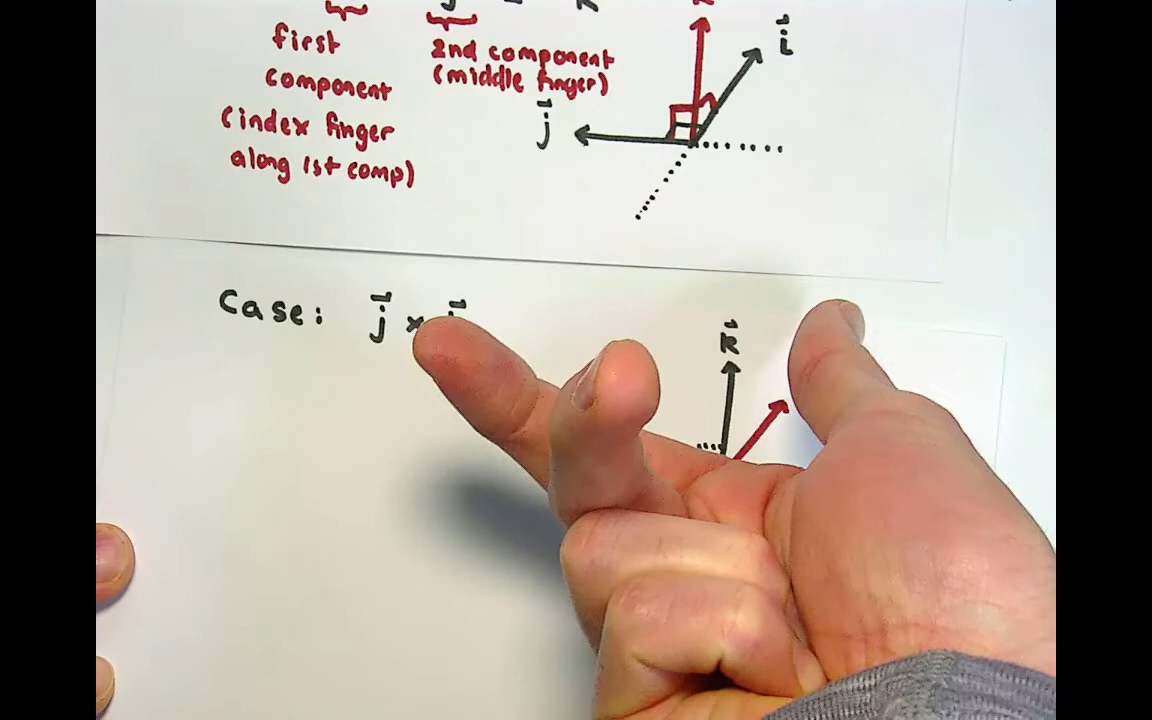 first
component
(index finger
along 1st comp)
2nd component
(middle finger)
i
j
Case: j ×
k